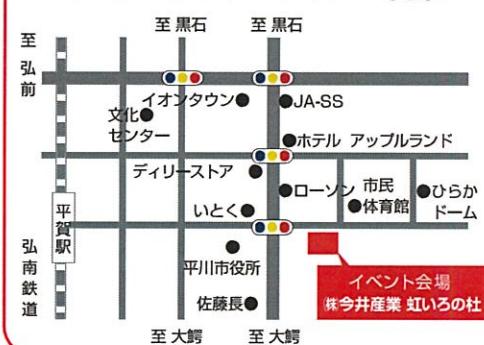 至 黒石
至 黒石
至弘前
イオンタウン
JA-SS
文化
センター
ホテル アップルランド
ディリーストア
ローソン
市民
体育館
ひらか
ドーム
いとく
平賀駅
弘南鉄道
平川市役所
イベント会場
㈱今井産業 虹いろの杜
佐藤長
至 大鰐
至 大鰐